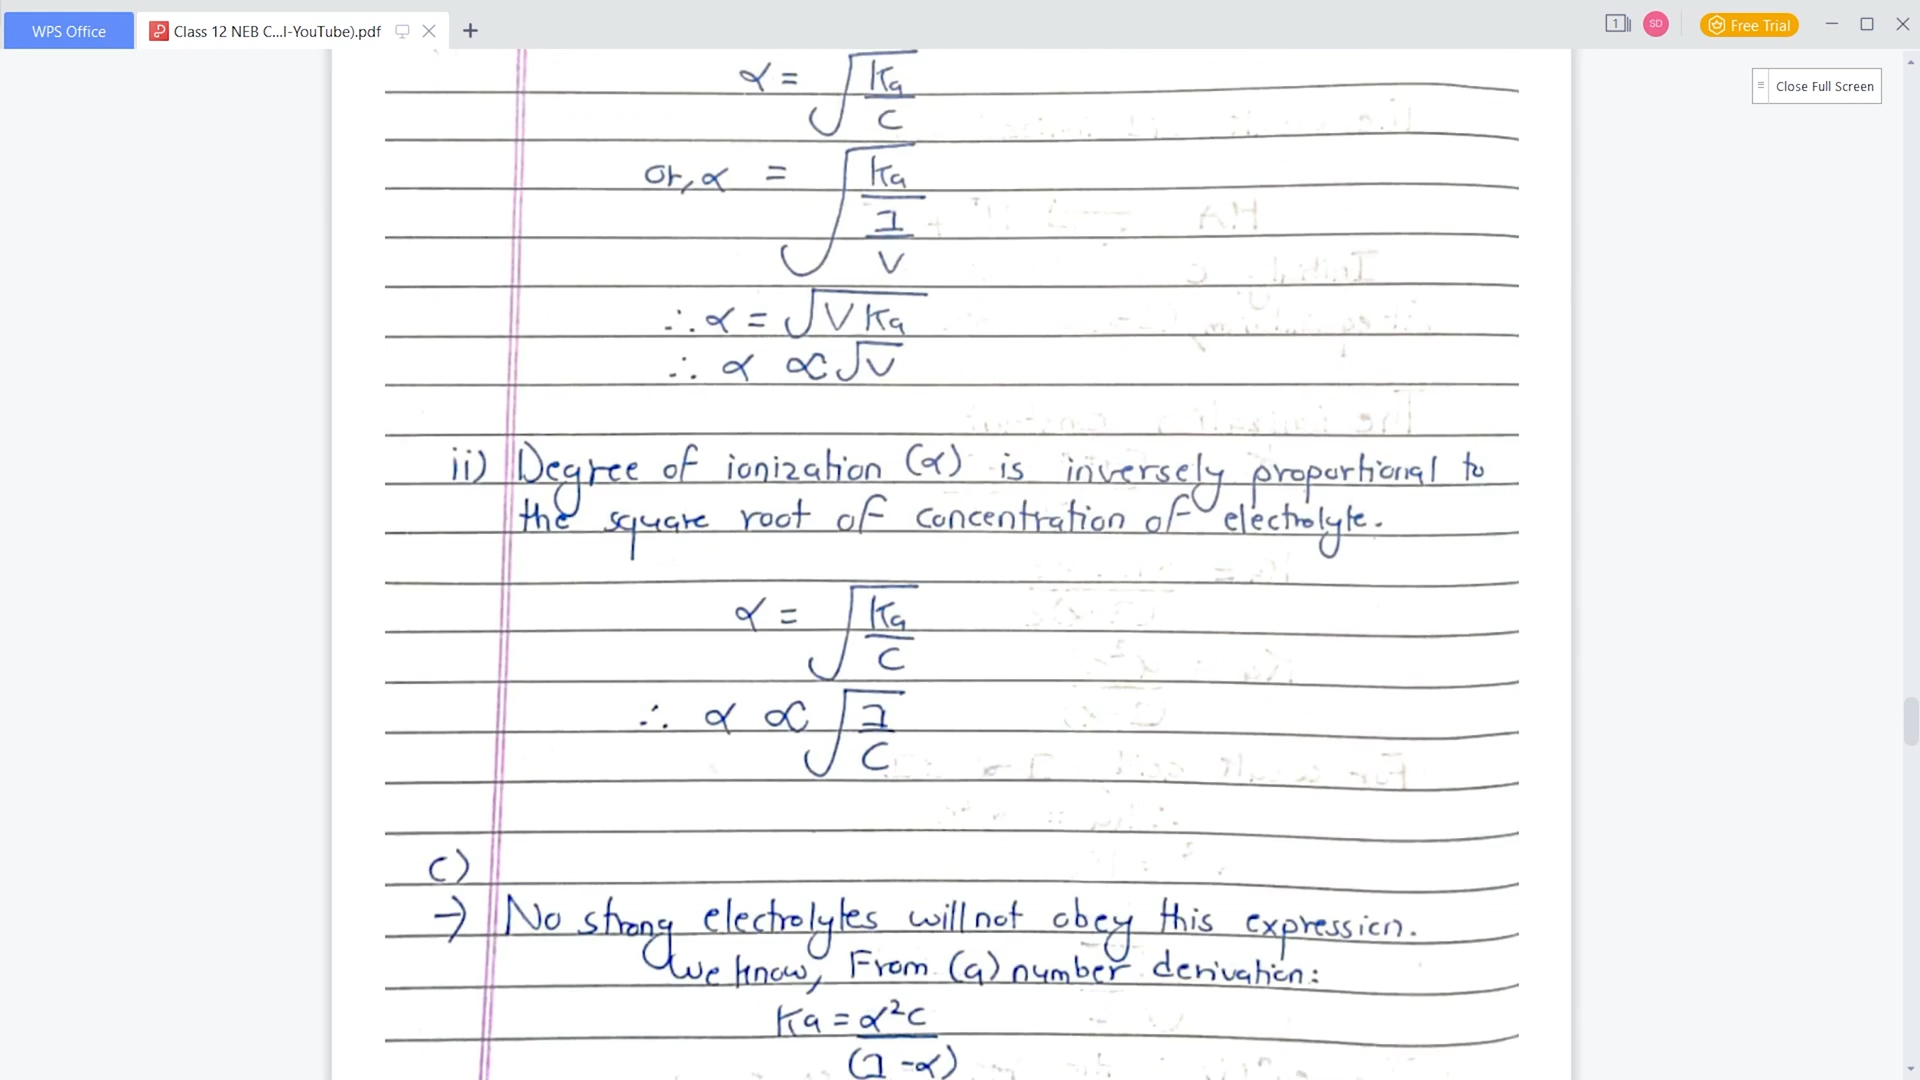 WPS Office
Class 12 NEB C...I-YouTube).pdf
1
SD
Free Trial
Close Full Screen
α = √(Ka/C)
or, α = √(Ka/(1/V))
∴ α = √(V Ka)
∴ α ∝ √V
ii) Degree of ionization (α) is inversely proportional to
the square root of concentration of electrolyte.
α = √(Ka/C)
∴ α ∝ √(1/C)
c)
→ No strong electrolytes will not obey this expression.
We know, From (a) number derivation:
Ka = α²C/(1-α)